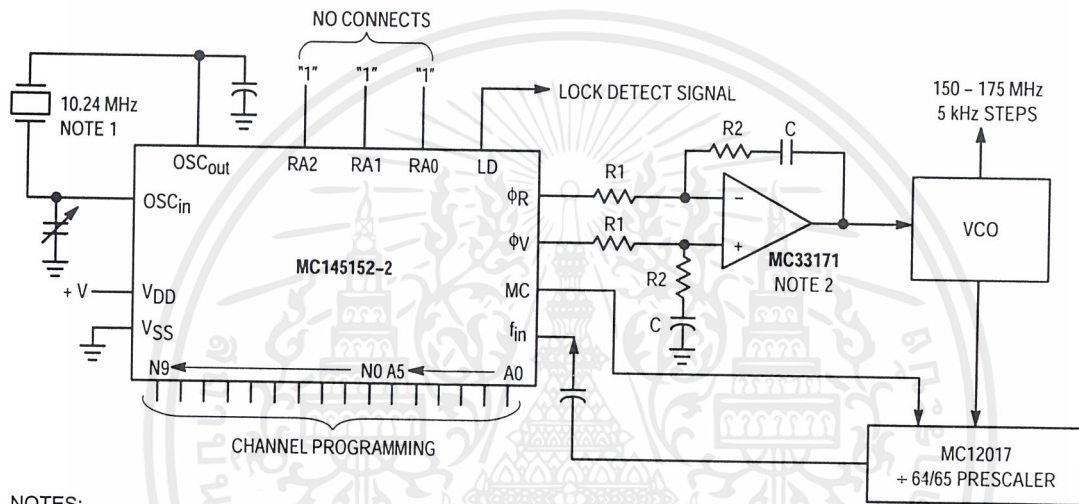 NO CONNECTS
"1" "1" "1"
10.24 MHz
NOTE 1
LOCK DETECT SIGNAL
150 – 175 MHz
5 kHz STEPS
R2 C
OSCout RA2 RA1 RA0 LD
OSCin
R1
ϕR
–
VCO
R1
ϕV
+
MC145152–2
MC33171
NOTE 2
R2
+ V VDD
MC
C
VSS
fin
N9 N0 A5 A0
CHANNEL PROGRAMMING
MC12017
÷ 64/65 PRESCALER
NOTES: